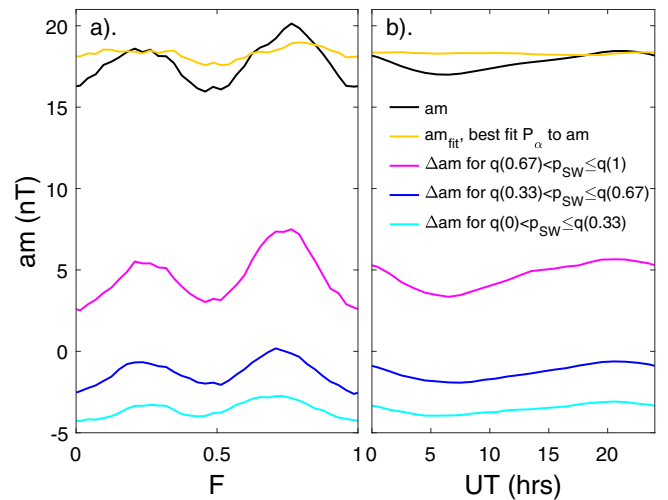 a).
b).
20
15
10
5
0
-5
am (nT)
0
0.5
1
F
0
5
10
15
20
UT (hrs)
am
am_fit, best fit P_α to am
Δam for q(0.67)<p_SW≤q(1)
Δam for q(0.33)<p_SW≤q(0.67)
Δam for q(0)<p_SW≤q(0.33)